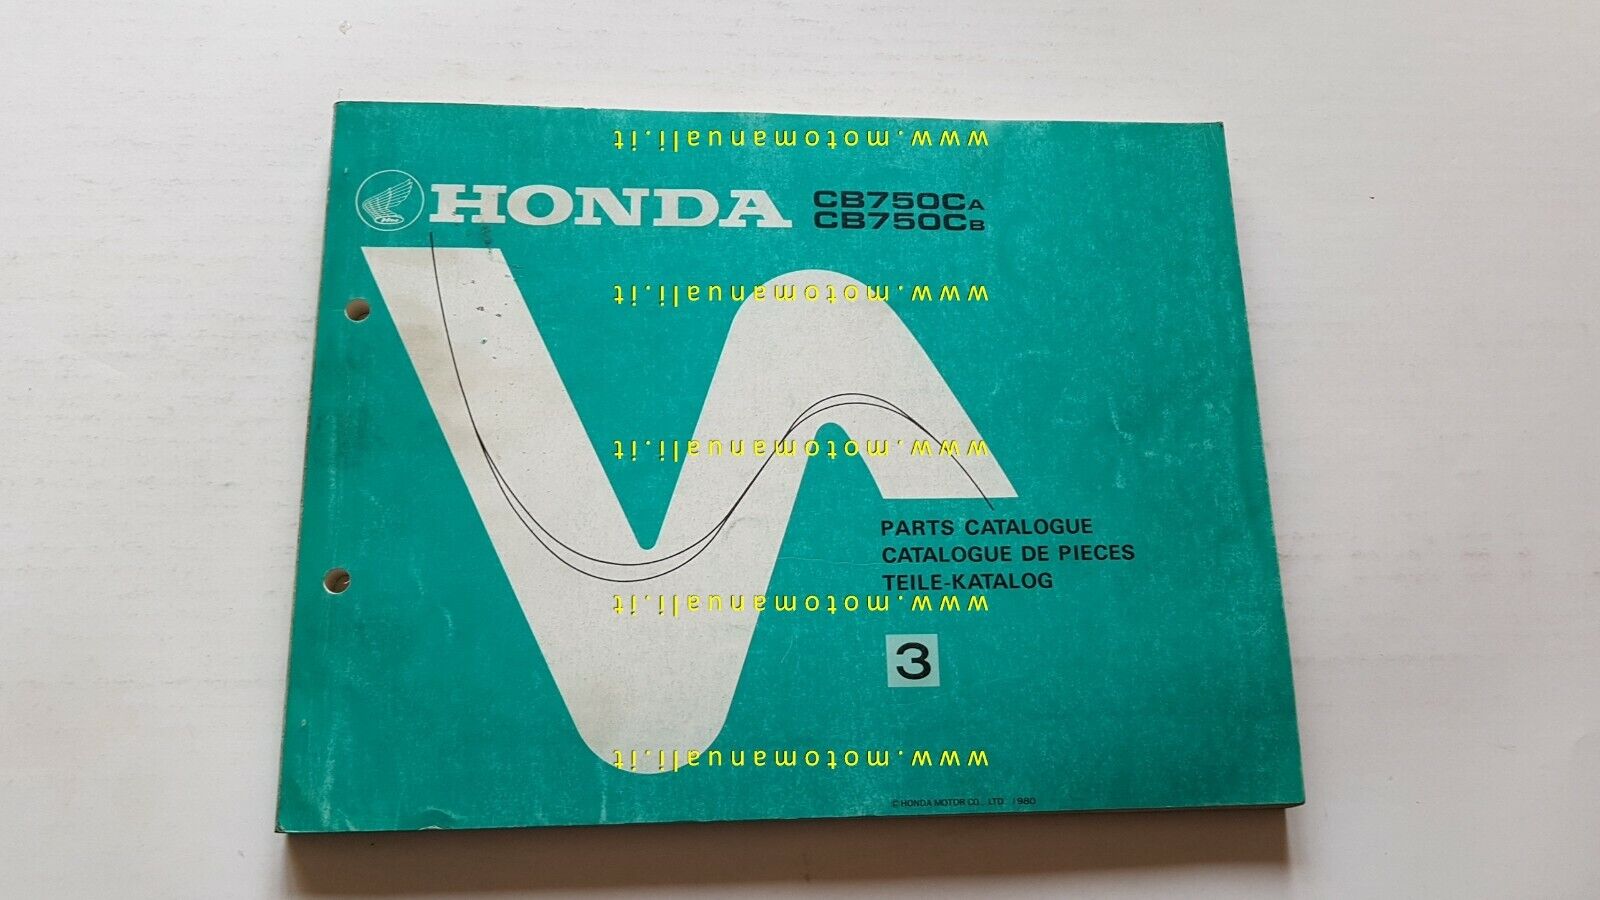 www.motomanuali.it
HONDA
CB750CA
CB750CB
www.motomanuali.it
www.motomanuali.it
PARTS CATALOGUE
CATALOGUE DE PIECES
TEILE-KATALOG
www.motomanuali.it
3
www.motomanuali.it
© HONDA MOTOR CO., LTD. 1980